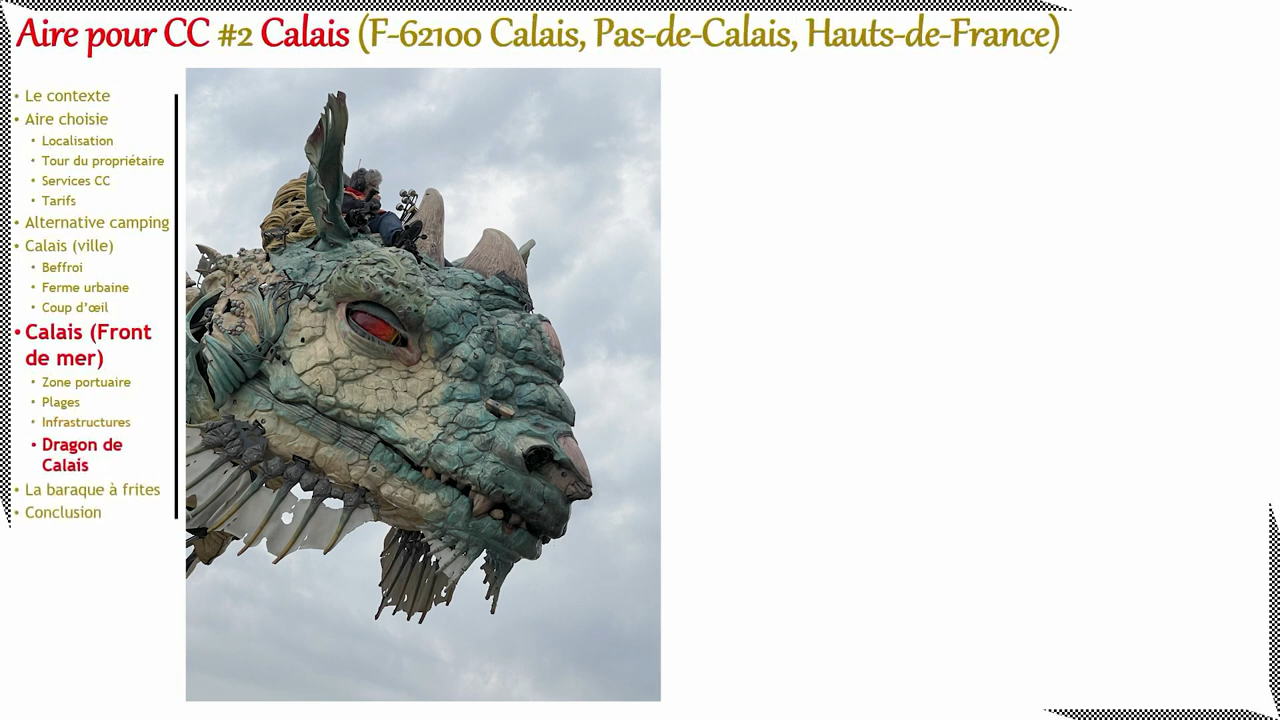 Aire pour CC #2 Calais (F-62100 Calais, Pas-de-Calais, Hauts-de-France)
• Le contexte
• Aire choisie
• Localisation
• Tour du propriétaire
• Services CC
• Tarifs
• Alternative camping
• Calais (ville)
• Beffroi
• Ferme urbaine
• Coup d’œil
• Calais (Front
de mer)
• Zone portuaire
• Plages
• Infrastructures
• Dragon de
Calais
• La baraque à frites
• Conclusion